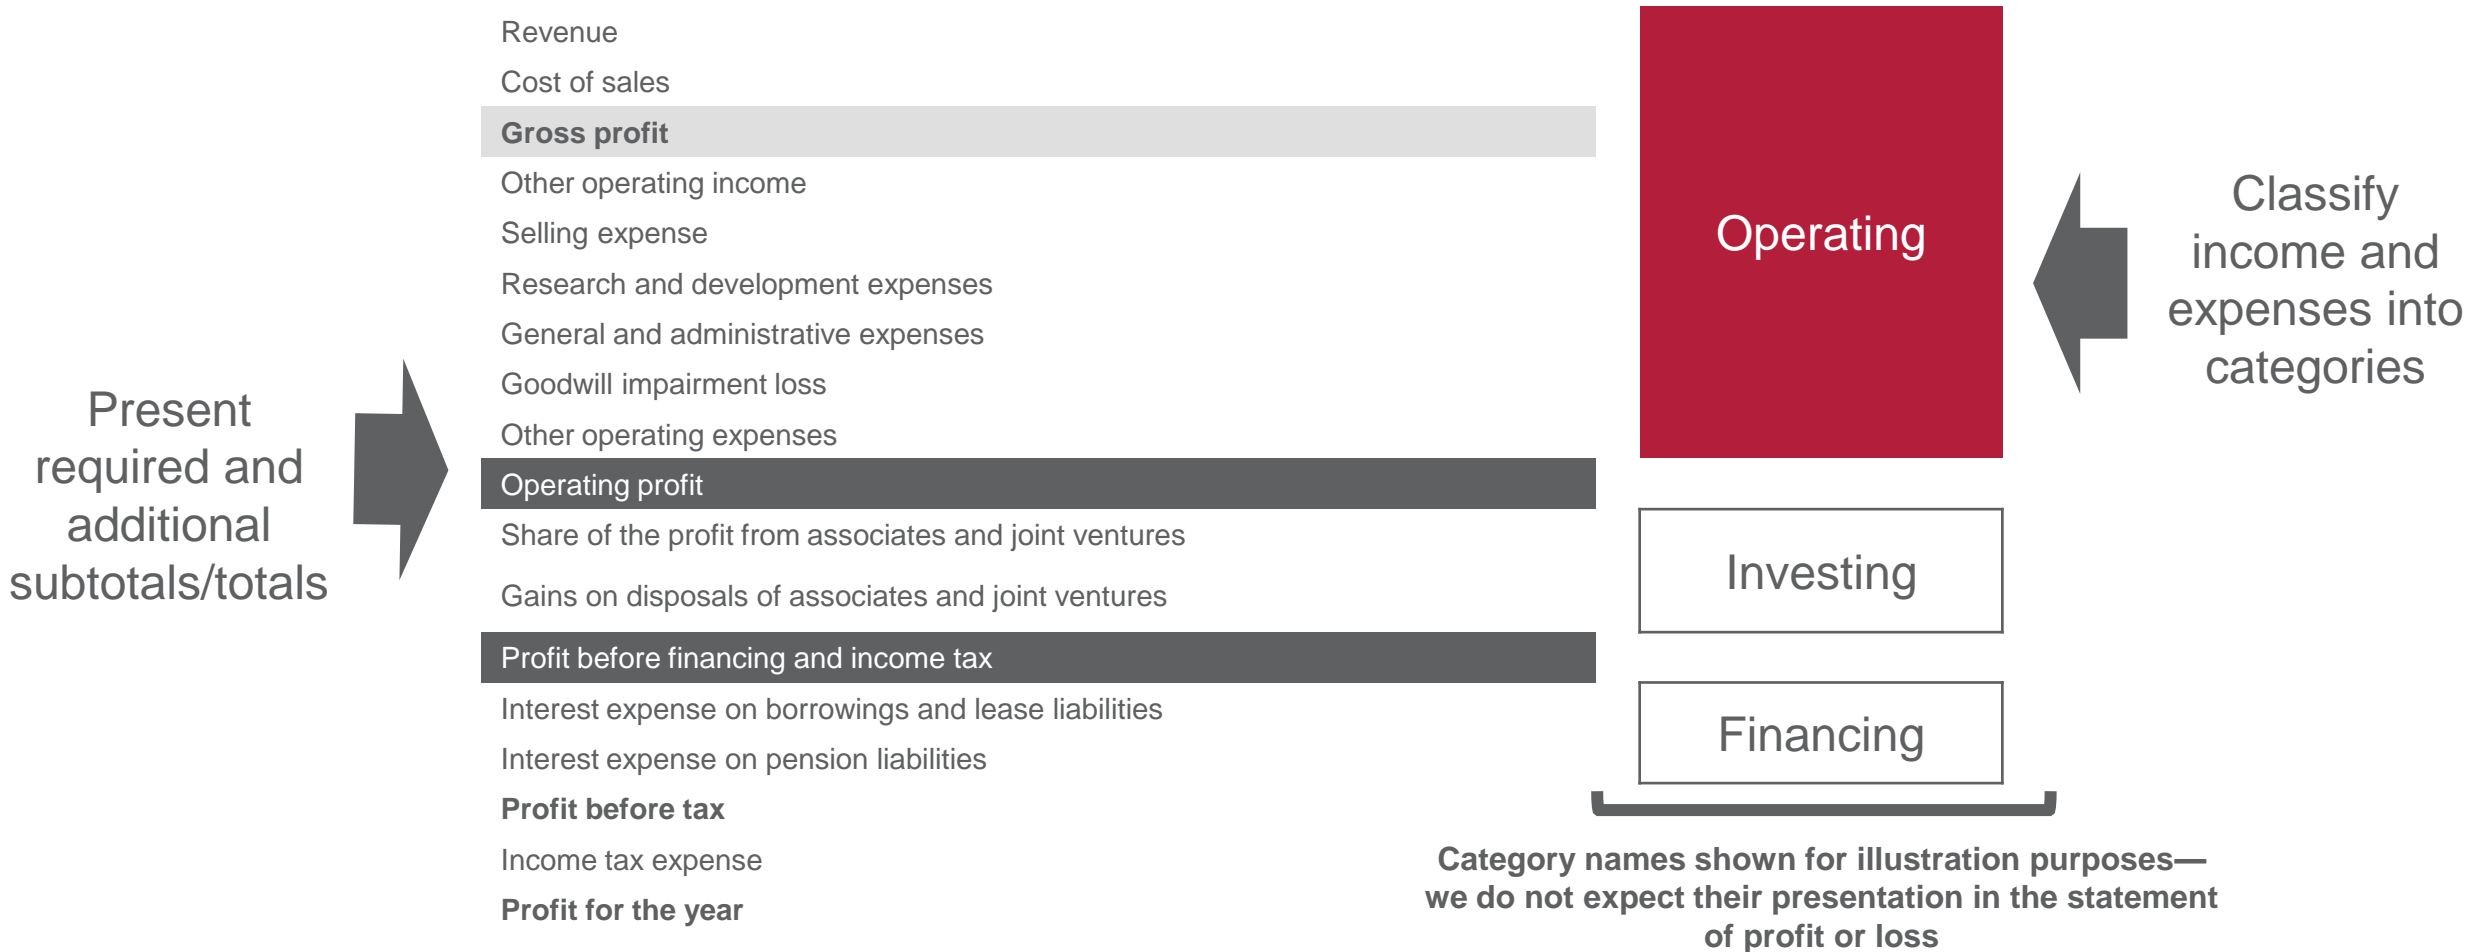 Present
required and
additional
subtotals/totals
Revenue
Cost of sales
Gross profit
Other operating income
Selling expense
Research and development expenses
General and administrative expenses
Goodwill impairment loss
Other operating expenses
Operating profit
Share of the profit from associates and joint ventures
Gains on disposals of associates and joint ventures
Profit before financing and income tax
Interest expense on borrowings and lease liabilities
Interest expense on pension liabilities
Profit before tax
Income tax expense
Profit for the year
Operating
Investing
Financing
Category names shown for illustration purposes—
we do not expect their presentation in the statement
of profit or loss
Classify
income and
expenses into
categories